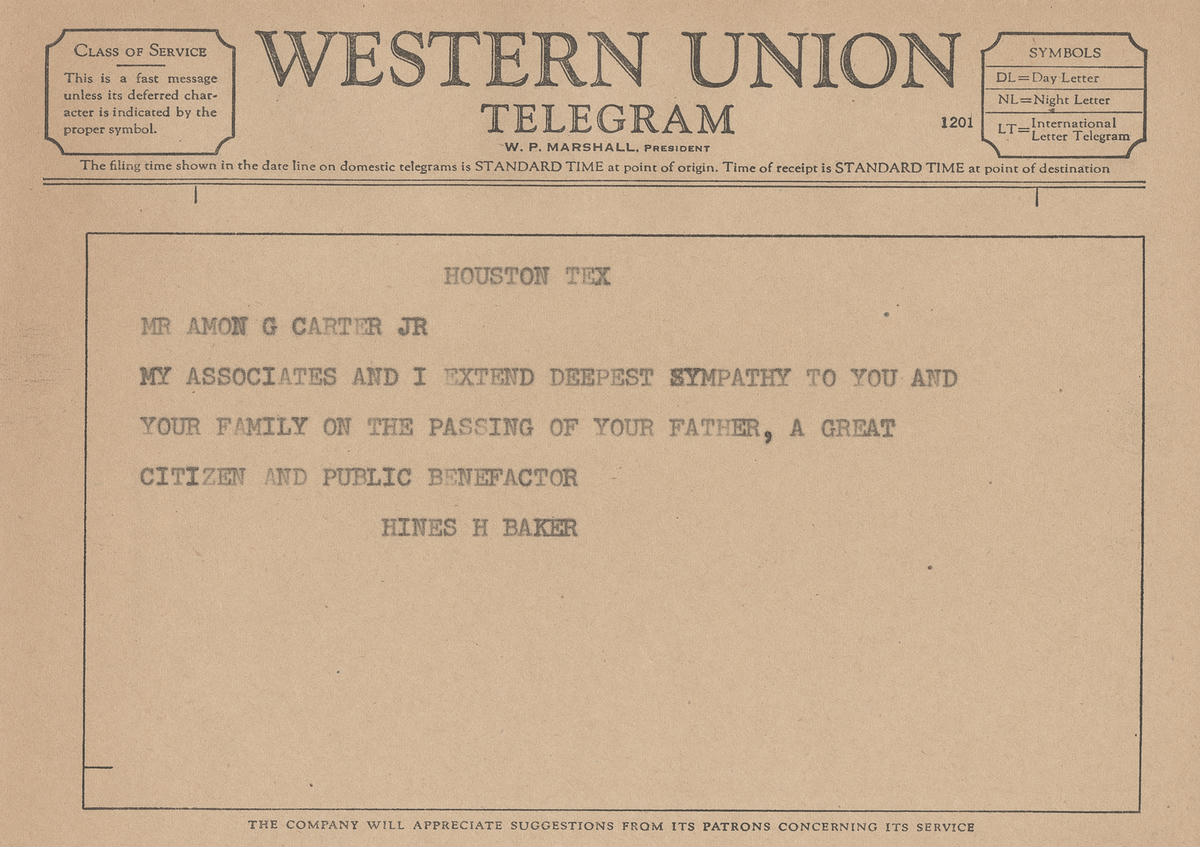 CLASS OF SERVICE
This is a fast message
unless its deferred char-
acter is indicated by the
proper symbol.
WESTERN UNION
TELEGRAM
W. P. MARSHALL, PRESIDENT
1201
SYMBOLS
DL=Day Letter
NL=Night Letter
LT=International Letter Telegram
The filing time shown in the date line on domestic telegrams is STANDARD TIME at point of origin. Time of receipt is STANDARD TIME at point of destination
HOUSTON TEX
MR AMON G CARTER JR
MY ASSOCIATES AND I EXTEND DEEPEST SYMPATHY TO YOU AND
YOUR FAMILY ON THE PASSING OF YOUR FATHER, A GREAT
CITIZEN AND PUBLIC BENEFACTOR
HINES H BAKER
THE COMPANY WILL APPRECIATE SUGGESTIONS FROM ITS PATRONS CONCERNING ITS SERVICE